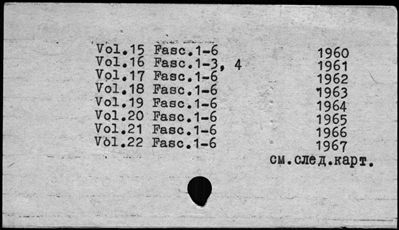 Vol.15 Fasc.1-6 1960
Vol.16 Fasc.1-3, 4 1961
Vol.17 Fasc.1-6 1962
Vol.18 Fasc.1-6 1963
Vol.19 Fasc.1-6 1964
Vol.20 Fasc.1-6 1965
Vol.21 Fasc.1-6 1966
Vol.22 Fasc.1-6 1967
см.след.карт.